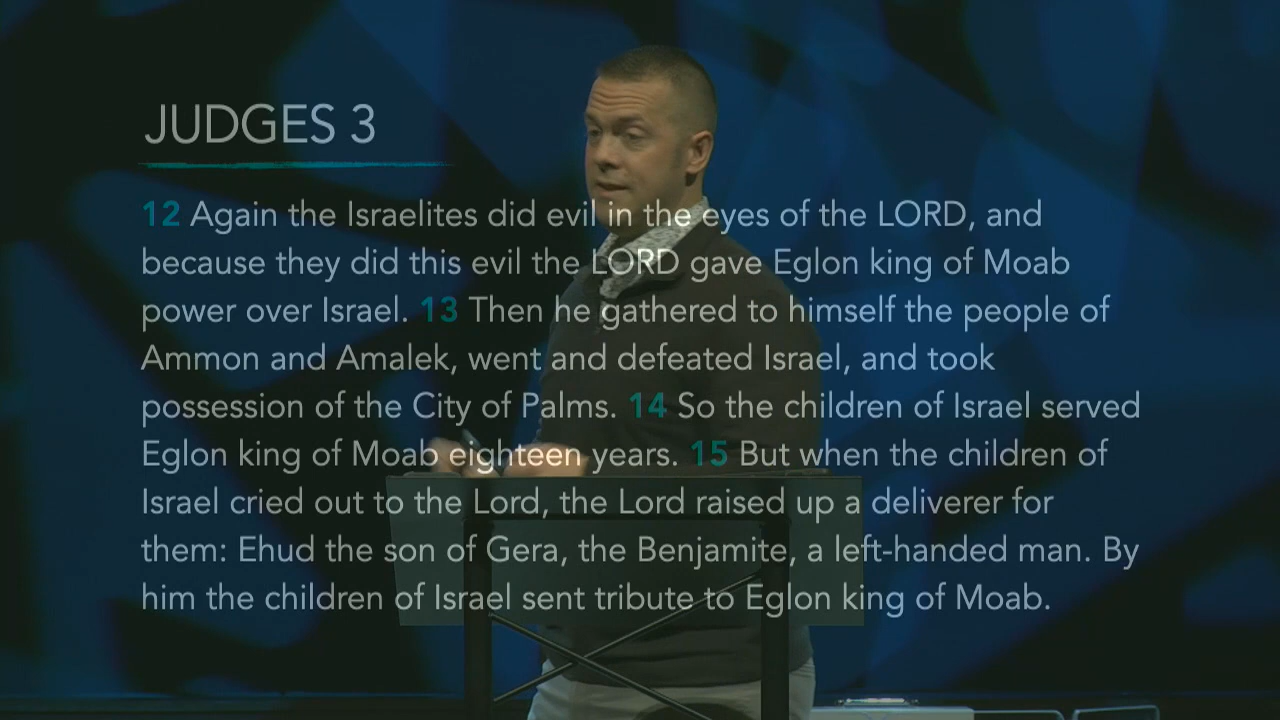 JUDGES 3
12 Again the Israelites did evil in the eyes of the LORD, and
because they did this evil the LORD gave Eglon king of Moab
power over Israel. 13 Then he gathered to himself the people of
Ammon and Amalek, went and defeated Israel, and took
possession of the City of Palms. 14 So the children of Israel served
Eglon king of Moab eighteen years. 15 But when the children of
Israel cried out to the Lord, the Lord raised up a deliverer for
them: Ehud the son of Gera, the Benjamite, a left-handed man. By
him the children of Israel sent tribute to Eglon king of Moab.